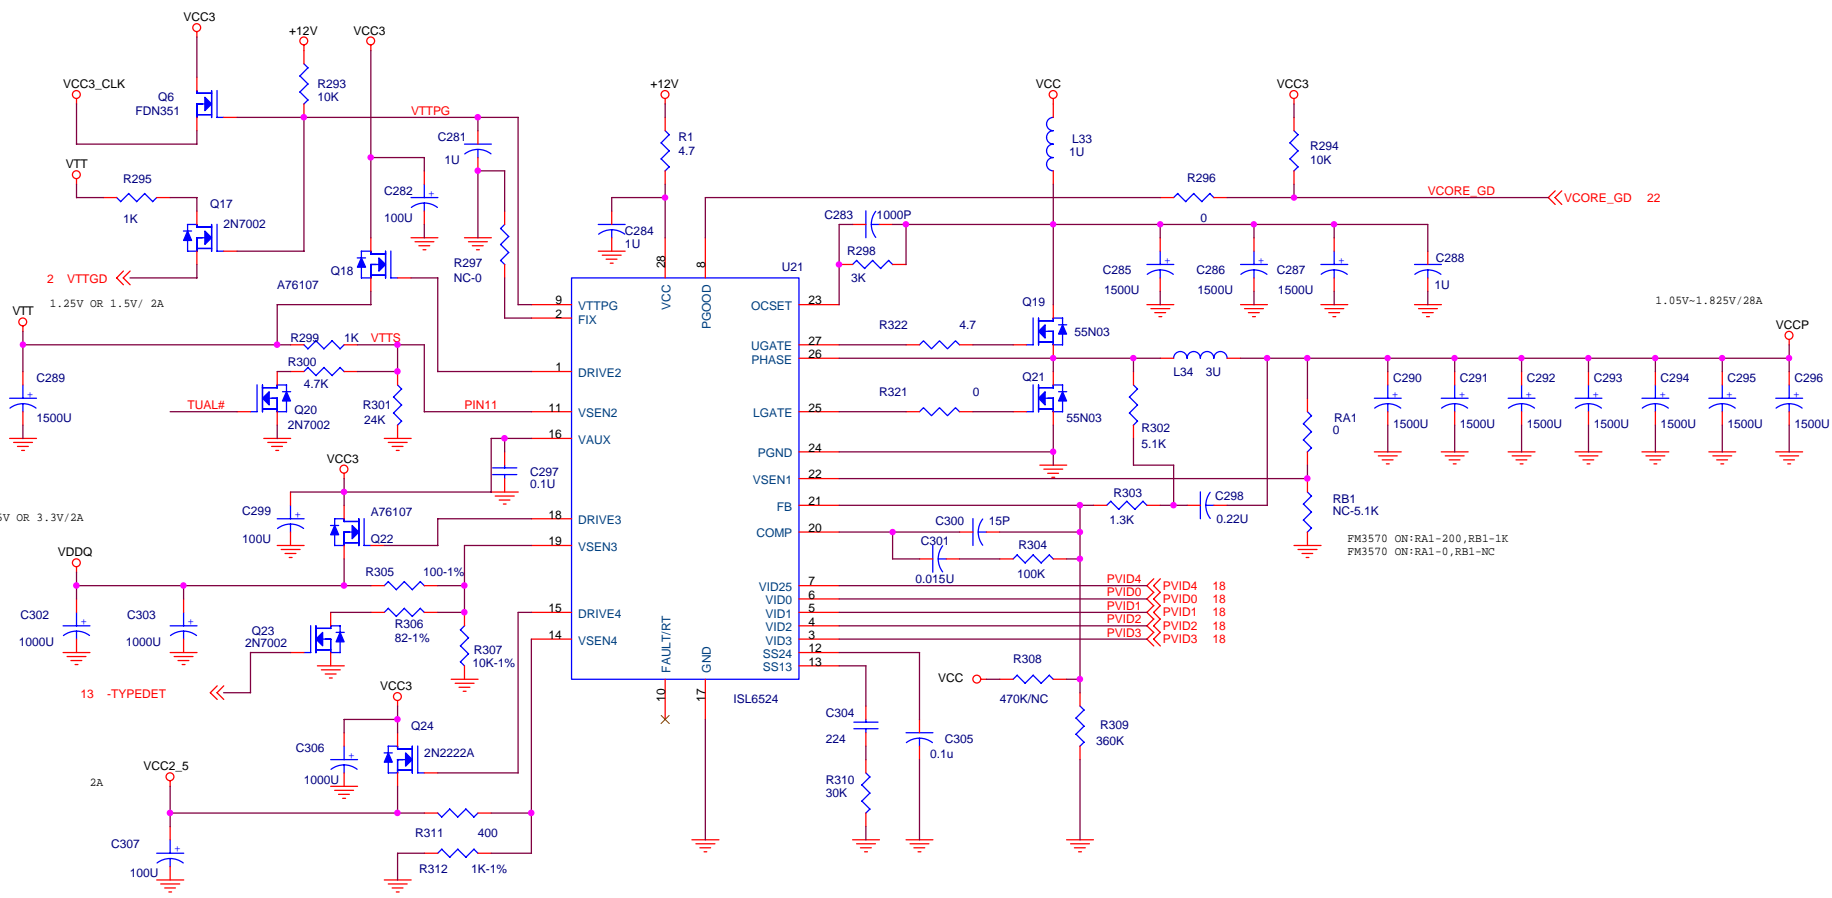 VCC3
+12V
VCC3
VCC3_CLK
Q6
FDN351
R293
10K
VTTPG
C281
1U
+12V
R1
4.7
VCC
L33
1U
VCC3
R294
10K
VTT
R295
1K
Q17
2N7002
C282
100U
R297
NC-0
C284
1U
C283
1000P
R298
3K
R296
0
VCORE_GD
VCORE_GD 22
2 VTTGD
1.25V OR 1.5V/ 2A
Q18
A76107
C285
1500U
C286
1500U
C287
1500U
C288
1U
U21
28
VCC
8
PGOOD
9
VTTPG
2
FIX
1
DRIVE2
11
VSEN2
16
VAUX
18
DRIVE3
19
VSEN3
15
DRIVE4
14
VSEN4
10
FAULT/RT
17
GND
ISL6524
OCSET
23
UGATE
27
PHASE
26
LGATE
25
PGND
24
VSEN1
22
FB
21
COMP
20
VID25
7
VID0
6
VID1
5
VID2
4
VID3
3
SS24
12
SS13
13
VTT
R299
1K
VTTS
R300
4.7K
C289
1500U
TUAL#
Q20
2N7002
R301
24K
PIN11
C297
0.1U
VCC3
C299
100U
A76107
Q22
5V OR 3.3V/2A
VDDQ
R305
100-1%
C302
1000U
C303
1000U
R306
82-1%
Q23
2N7002
R307
10K-1%
13 -TYPEDET
VCC3
Q24
2N2222A
C306
1000U
VCC2_5
2A
C307
100U
R311
400
R312
1K-1%
R322
4.7
Q19
55N03
R321
0
Q21
55N03
L34
3U
R302
5.1K
R303
1.3K
C298
0.22U
C300
15P
C301
0.015U
R304
100K
RA1
0
RB1
NC-5.1K
FM3570 ON:RA1-200,RB1-1K
FM3570 ON:RA1-0,RB1-NC
1.05V~1.825V/28A
VCCP
C290
1500U
C291
1500U
C292
1500U
C293
1500U
C294
1500U
C295
1500U
C296
1500U
PVID4
PVID4 18
PVID0
PVID0 18
PVID1
PVID1 18
PVID2
PVID2 18
PVID3
PVID3 18
VCC
R308
470K/NC
R309
360K
C304
224
C305
0.1u
R310
30K